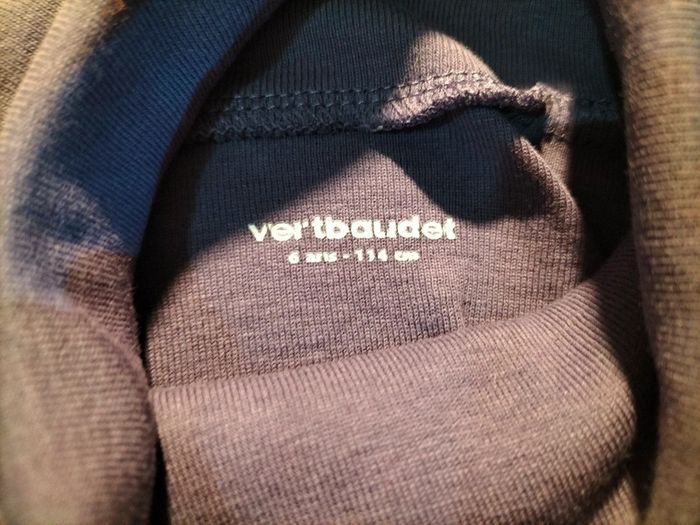 vertbaudet
6 ans - 114 cm